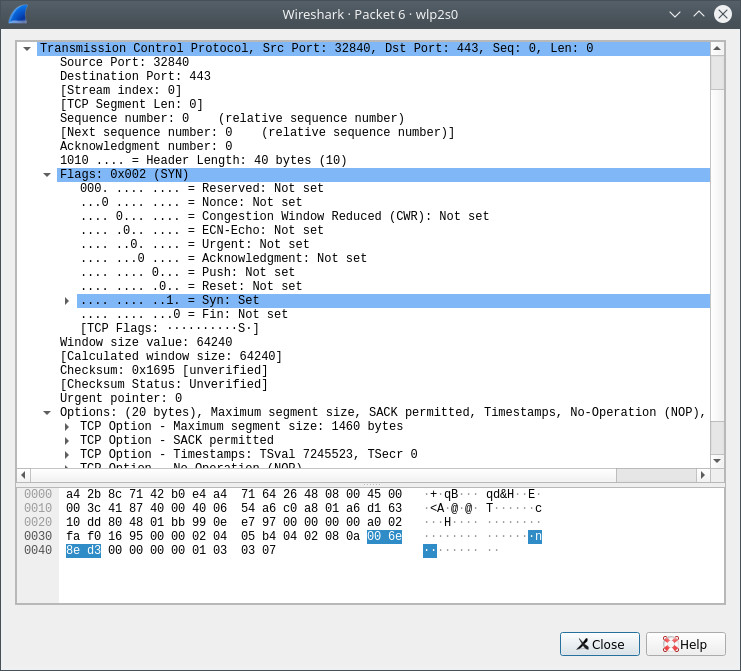 Wireshark · Packet 6 · wlp2s0
Transmission Control Protocol, Src Port: 32840, Dst Port: 443, Seq: 0, Len: 0
Source Port: 32840
Destination Port: 443
[Stream index: 0]
[TCP Segment Len: 0]
Sequence number: 0    (relative sequence number)
[Next sequence number: 0    (relative sequence number)]
Acknowledgment number: 0
1010 .... = Header Length: 40 bytes (10)
Flags: 0x002 (SYN)
000. .... .... = Reserved: Not set
...0 .... .... = Nonce: Not set
.... 0... .... = Congestion Window Reduced (CWR): Not set
.... .0.. .... = ECN-Echo: Not set
.... ..0. .... = Urgent: Not set
.... ...0 .... = Acknowledgment: Not set
.... .... 0... = Push: Not set
.... .... .0.. = Reset: Not set
.... .... ..1. = Syn: Set
.... .... ...0 = Fin: Not set
[TCP Flags: ··········S·]
Window size value: 64240
[Calculated window size: 64240]
Checksum: 0x1695 [unverified]
[Checksum Status: Unverified]
Urgent pointer: 0
Options: (20 bytes), Maximum segment size, SACK permitted, Timestamps, No-Operation (NOP),
TCP Option - Maximum segment size: 1460 bytes
TCP Option - SACK permitted
TCP Option - Timestamps: TSval 7245523, TSecr 0
TCP Option - No-Operation (NOP)
0000  a4 2b 8c 71 42 b0 e4 a4  71 64 26 48 08 00 45 00   ·+·qB··· qd&H··E·
0010  00 3c 41 87 40 00 40 06  54 a6 c0 a8 01 a6 d1 63   ·<A·@·@· T······c
0020  10 dd 80 48 01 bb 99 0e  e7 97 00 00 00 00 a0 02   ···H···· ········
0030  fa f0 16 95 00 00 02 04  05 b4 04 02 08 0a 00 6e   ········ ·······n
0040  8e d3 00 00 00 00 01 03  03 07   ········ ··
Close
Help